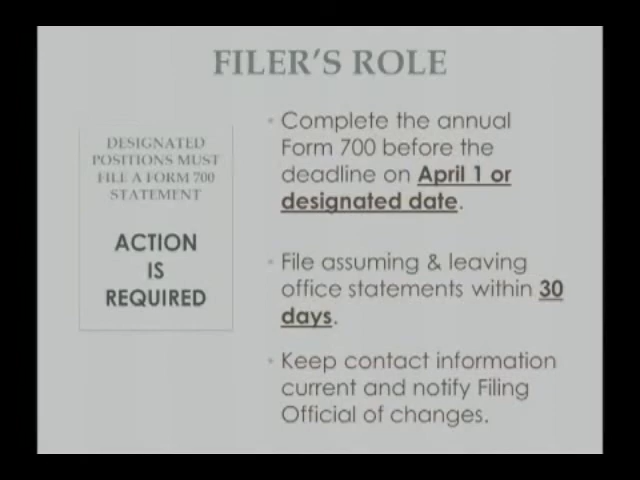 FILER'S ROLE
DESIGNATED
POSITIONS MUST
FILE A FORM 700
STATEMENT
ACTION
IS
REQUIRED
• Complete the annual
Form 700 before the
deadline on April 1 or
designated date.
• File assuming & leaving
office statements within 30
days.
• Keep contact information
current and notify Filing
Official of changes.